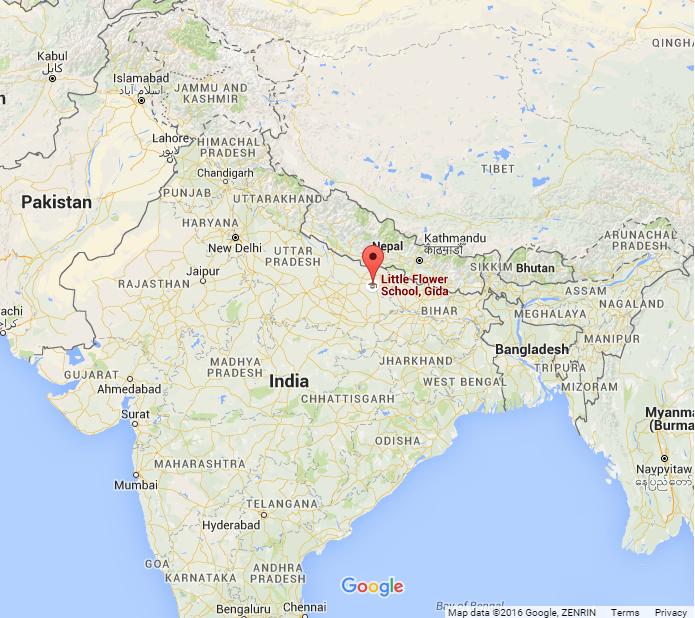 QINGHA
Kabul
كابل
Islamabad
اسلام آباد
JAMMU AND
KASHMIR
Lahore
لاہور
HIMACHAL
PRADESH
Chandigarh
TIBET
PUNJAB
UTTARAKHAND
Pakistan
HARYANA
New Delhi
Nepal
Kathmandu
काठमाडौं
ARUNACHAL
PRADESH
UTTAR
PRADESH
SIKKIM
Bhutan
Jaipur
RAJASTHAN
Little Flower
School, Gida
ASSAM
NAGALAND
BIHAR
MEGHALAYA
arachi
MANIPUR
Bangladesh
GUJARAT
MADHYA
PRADESH
JHARKHAND
TRIPURA
Ahmedabad
India
WEST BENGAL
MIZORAM
CHHATTISGARH
Surat
Myanma
(Burma
ODISHA
MAHARASHTRA
Naypyitaw
နေပြည်တော်
Mumbai
TELANGANA
Hyderabad
GOA
ANDHRA
PRADESH
KARNATAKA
Google
Bay of Bengal
Bengaluru
Chennai
Map data ©2016 Google, ZENRIN Terms Privacy